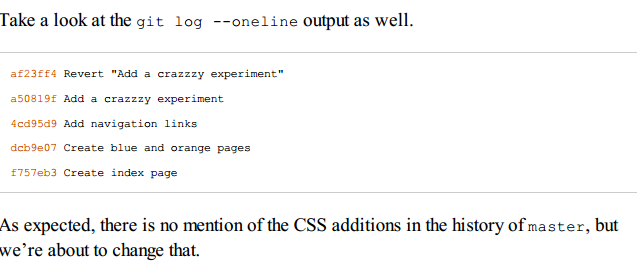 Take a look at the git log --oneline output as well.
af23ff4 Revert "Add a crazzzy experiment"
a50819f Add a crazzzy experiment
4cd95d9 Add navigation links
dcb9e07 Create blue and orange pages
f757eb3 Create index page
As expected, there is no mention of the CSS additions in the history of master, but
we’re about to change that.